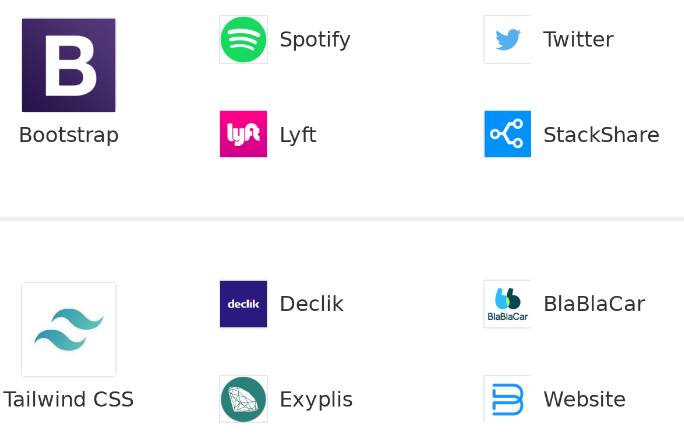 B
Spotify
Twitter
Bootstrap
lyft
Lyft
StackShare
declik
Declik
BlaBlaCar
BlaBlaCar
Tailwind CSS
Exyplis
Website